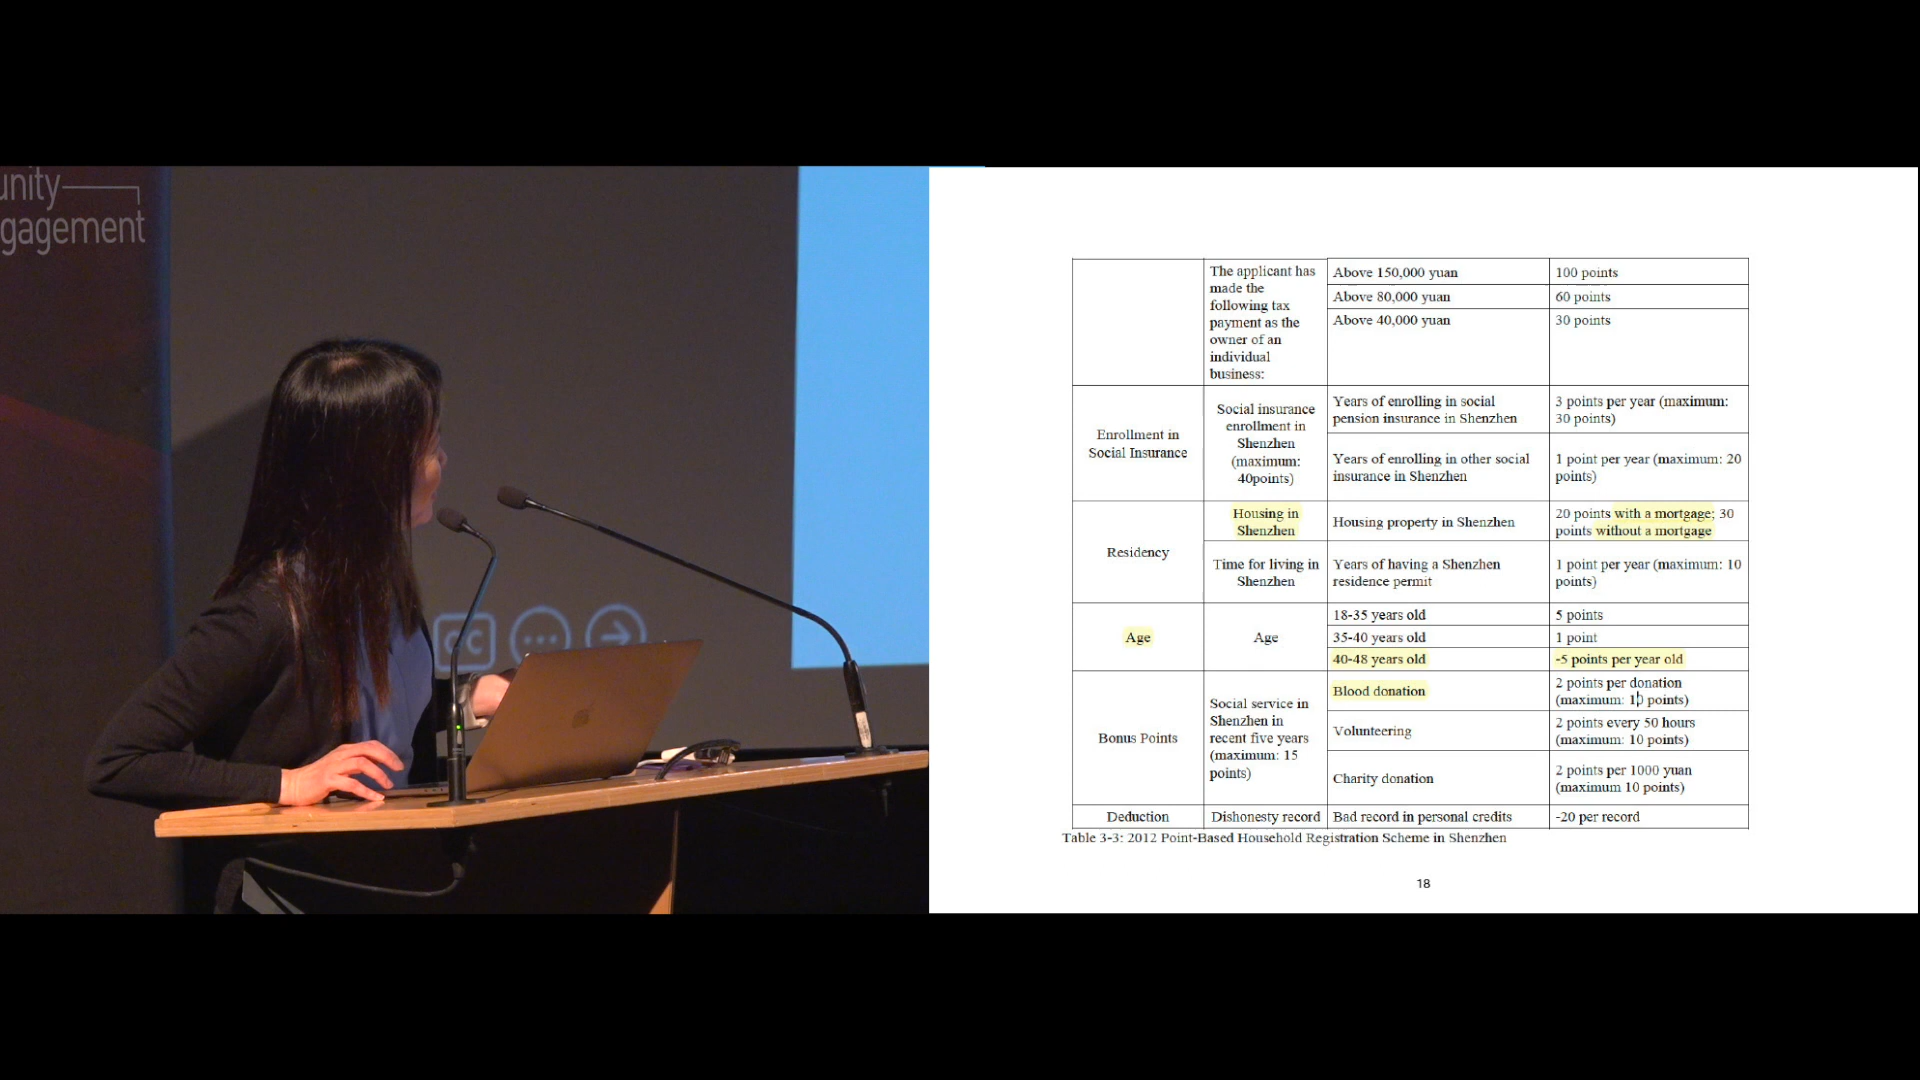 unity
gagement
CC
The applicant has
made the
following tax
payment as the
owner of an
individual
business:
Above 150,000 yuan
100 points
Above 80,000 yuan
60 points
Above 40,000 yuan
30 points
Enrollment in
Social Insurance
Social insurance
enrollment in
Shenzhen
(maximum:
40points)
Years of enrolling in social
pension insurance in Shenzhen
3 points per year (maximum:
30 points)
Years of enrolling in other social
insurance in Shenzhen
1 point per year (maximum: 20
points)
Residency
Housing in
Shenzhen
Housing property in Shenzhen
20 points with a mortgage; 30
points without a mortgage
Time for living in
Shenzhen
Years of having a Shenzhen
residence permit
1 point per year (maximum: 10
points)
Age
Age
18-35 years old
5 points
35-40 years old
1 point
40-48 years old
-5 points per year old
Bonus Points
Social service in
Shenzhen in
recent five years
(maximum: 15
points)
Blood donation
2 points per donation
(maximum: 10 points)
Volunteering
2 points every 50 hours
(maximum: 10 points)
Charity donation
2 points per 1000 yuan
(maximum 10 points)
Deduction
Dishonesty record
Bad record in personal credits
-20 per record
Table 3-3: 2012 Point-Based Household Registration Scheme in Shenzhen
18